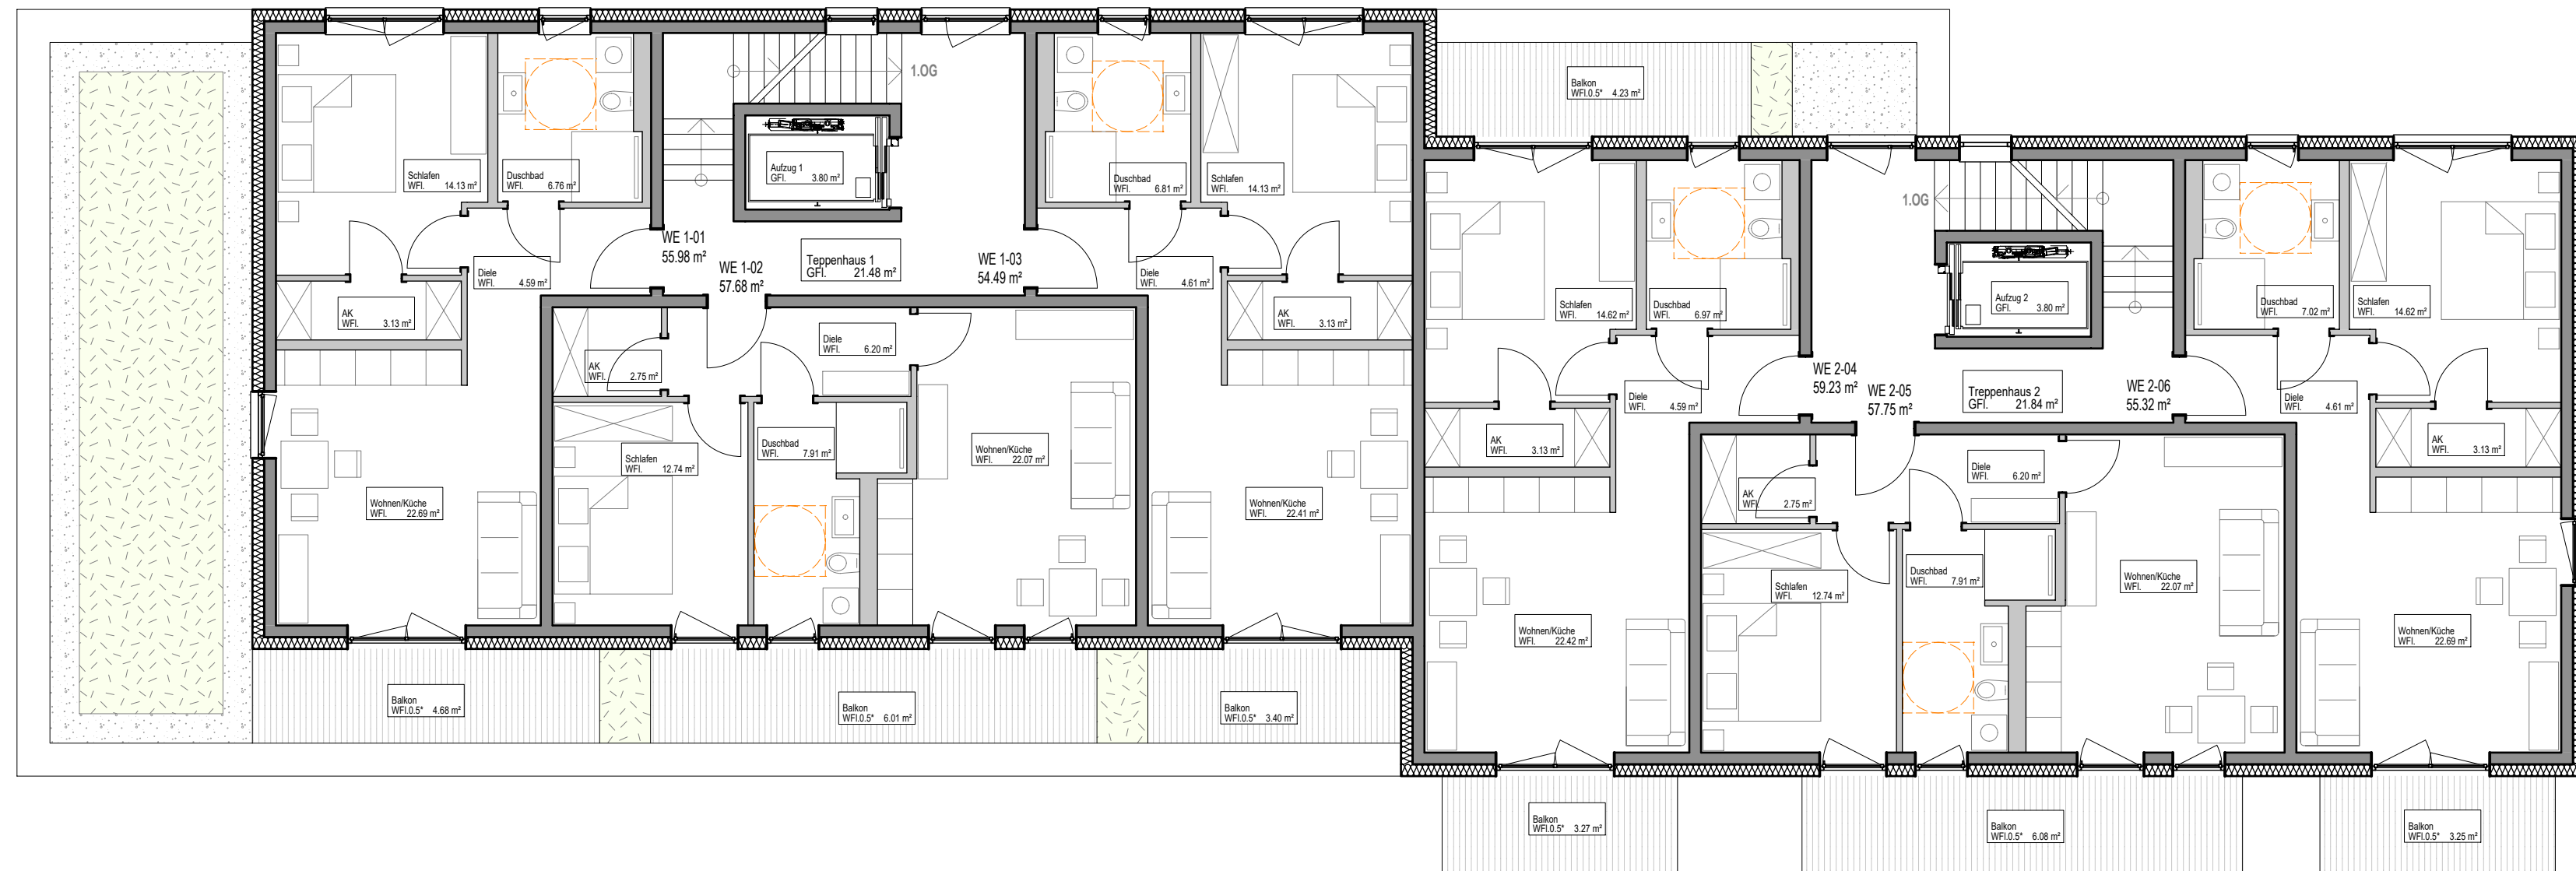 1.OG
Aufzug 1
GFl. 3.80 m²
Schlafen
WFl. 14.13 m²
Duschbad
WFl. 6.76 m²
Duschbad
WFl. 6.81 m²
Schlafen
WFl. 14.13 m²
WE 1-01
55.98 m²
WE 1-02
57.68 m²
Teppenhaus 1
GFl. 21.48 m²
WE 1-03
54.49 m²
Diele
WFl. 4.59 m²
Diele
WFl. 4.61 m²
AK
WFl. 3.13 m²
AK
WFl. 3.13 m²
Diele
WFl. 6.20 m²
AK
WFl. 2.75 m²
Schlafen
WFl. 12.74 m²
Duschbad
WFl. 7.91 m²
Wohnen/Küche
WFl. 22.07 m²
Wohnen/Küche
WFl. 22.69 m²
Wohnen/Küche
WFl. 22.41 m²
Balkon
WFl.0.5* 4.68 m²
Balkon
WFl.0.5* 6.01 m²
Balkon
WFl.0.5* 3.40 m²
Balkon
WFl.0.5* 4.23 m²
1.OG
Aufzug 2
GFl. 3.80 m²
Schlafen
WFl. 14.62 m²
Duschbad
WFl. 6.97 m²
Duschbad
WFl. 7.02 m²
Schlafen
WFl. 14.62 m²
WE 2-04
59.23 m²
WE 2-05
57.75 m²
Treppenhaus 2
GFl. 21.84 m²
WE 2-06
55.32 m²
Diele
WFl. 4.59 m²
Diele
WFl. 4.61 m²
AK
WFl. 3.13 m²
AK
WFl. 3.13 m²
Diele
WFl. 6.20 m²
AK
WFl. 2.75 m²
Schlafen
WFl. 12.74 m²
Duschbad
WFl. 7.91 m²
Wohnen/Küche
WFl. 22.07 m²
Wohnen/Küche
WFl. 22.42 m²
Wohnen/Küche
WFl. 22.69 m²
Balkon
WFl.0.5* 3.27 m²
Balkon
WFl.0.5* 6.08 m²
Balkon
WFl.0.5* 3.25 m²